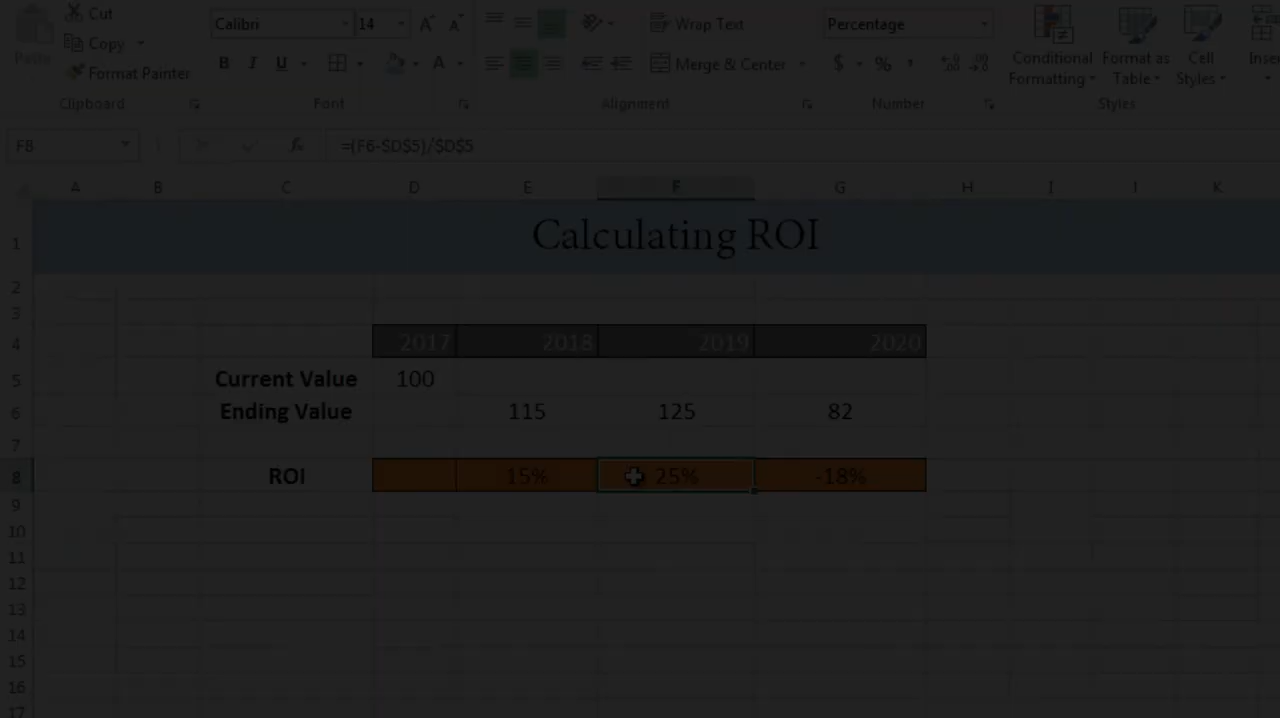 Cut
Calibri 14 Wrap Text Percentage
Paste Copy
Format Painter B I U A Merge & Center $ % , Conditional Formatting Format as Table Cell Styles
Clipboard Font Alignment Number Styles
F8 fx =(F6-$D$5)/$D$5
A B C D E F G H I J K
1 Calculating ROI
2
3
4 2017 2018 2019 2020
5 Current Value 100
6 Ending Value 115 125 82
7
8 ROI 15% 25% -18%
9
10
11
12
13
14
15
16
17